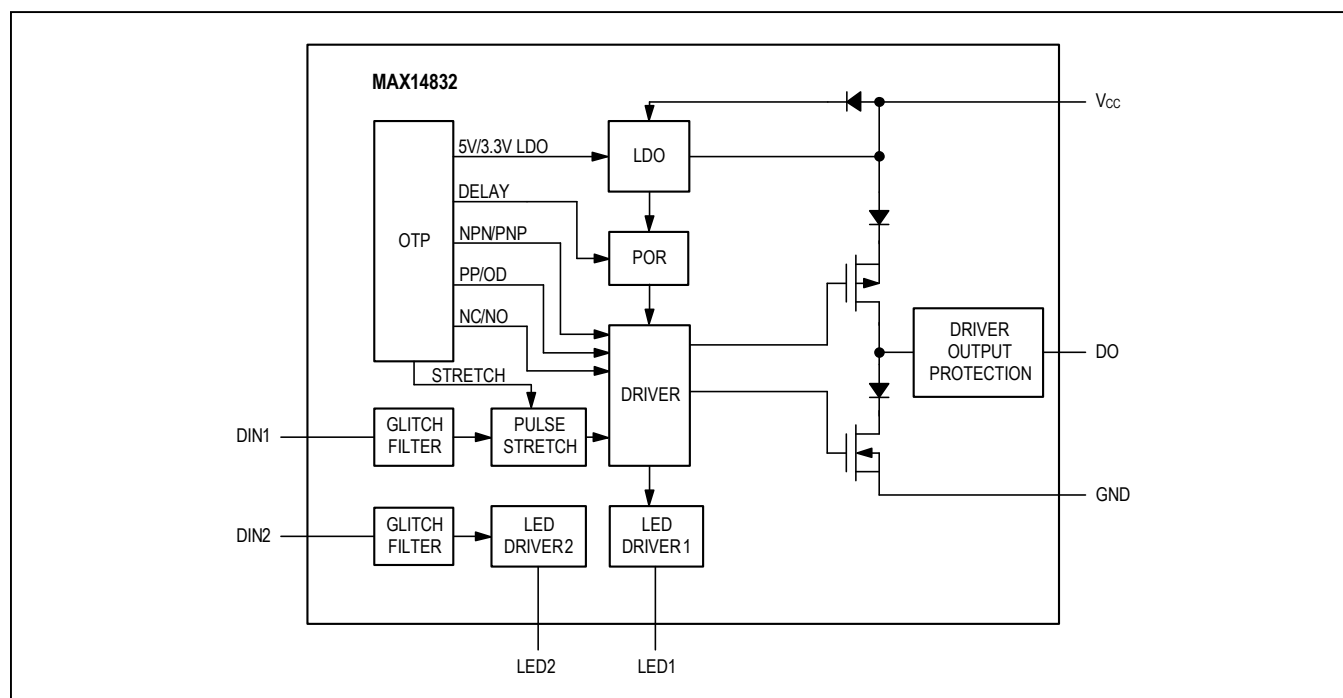 MAX14832
OTP
5V/3.3V LDO
DELAY
NPN/PNP
PP/OD
NC/NO
STRETCH
LDO
POR
DRIVER
VCC
DRIVER
OUTPUT
PROTECTION
DO
GND
DIN1
GLITCH
FILTER
PULSE
STRETCH
DIN2
GLITCH
FILTER
LED
DRIVER2
LED
DRIVER1
LED2
LED1